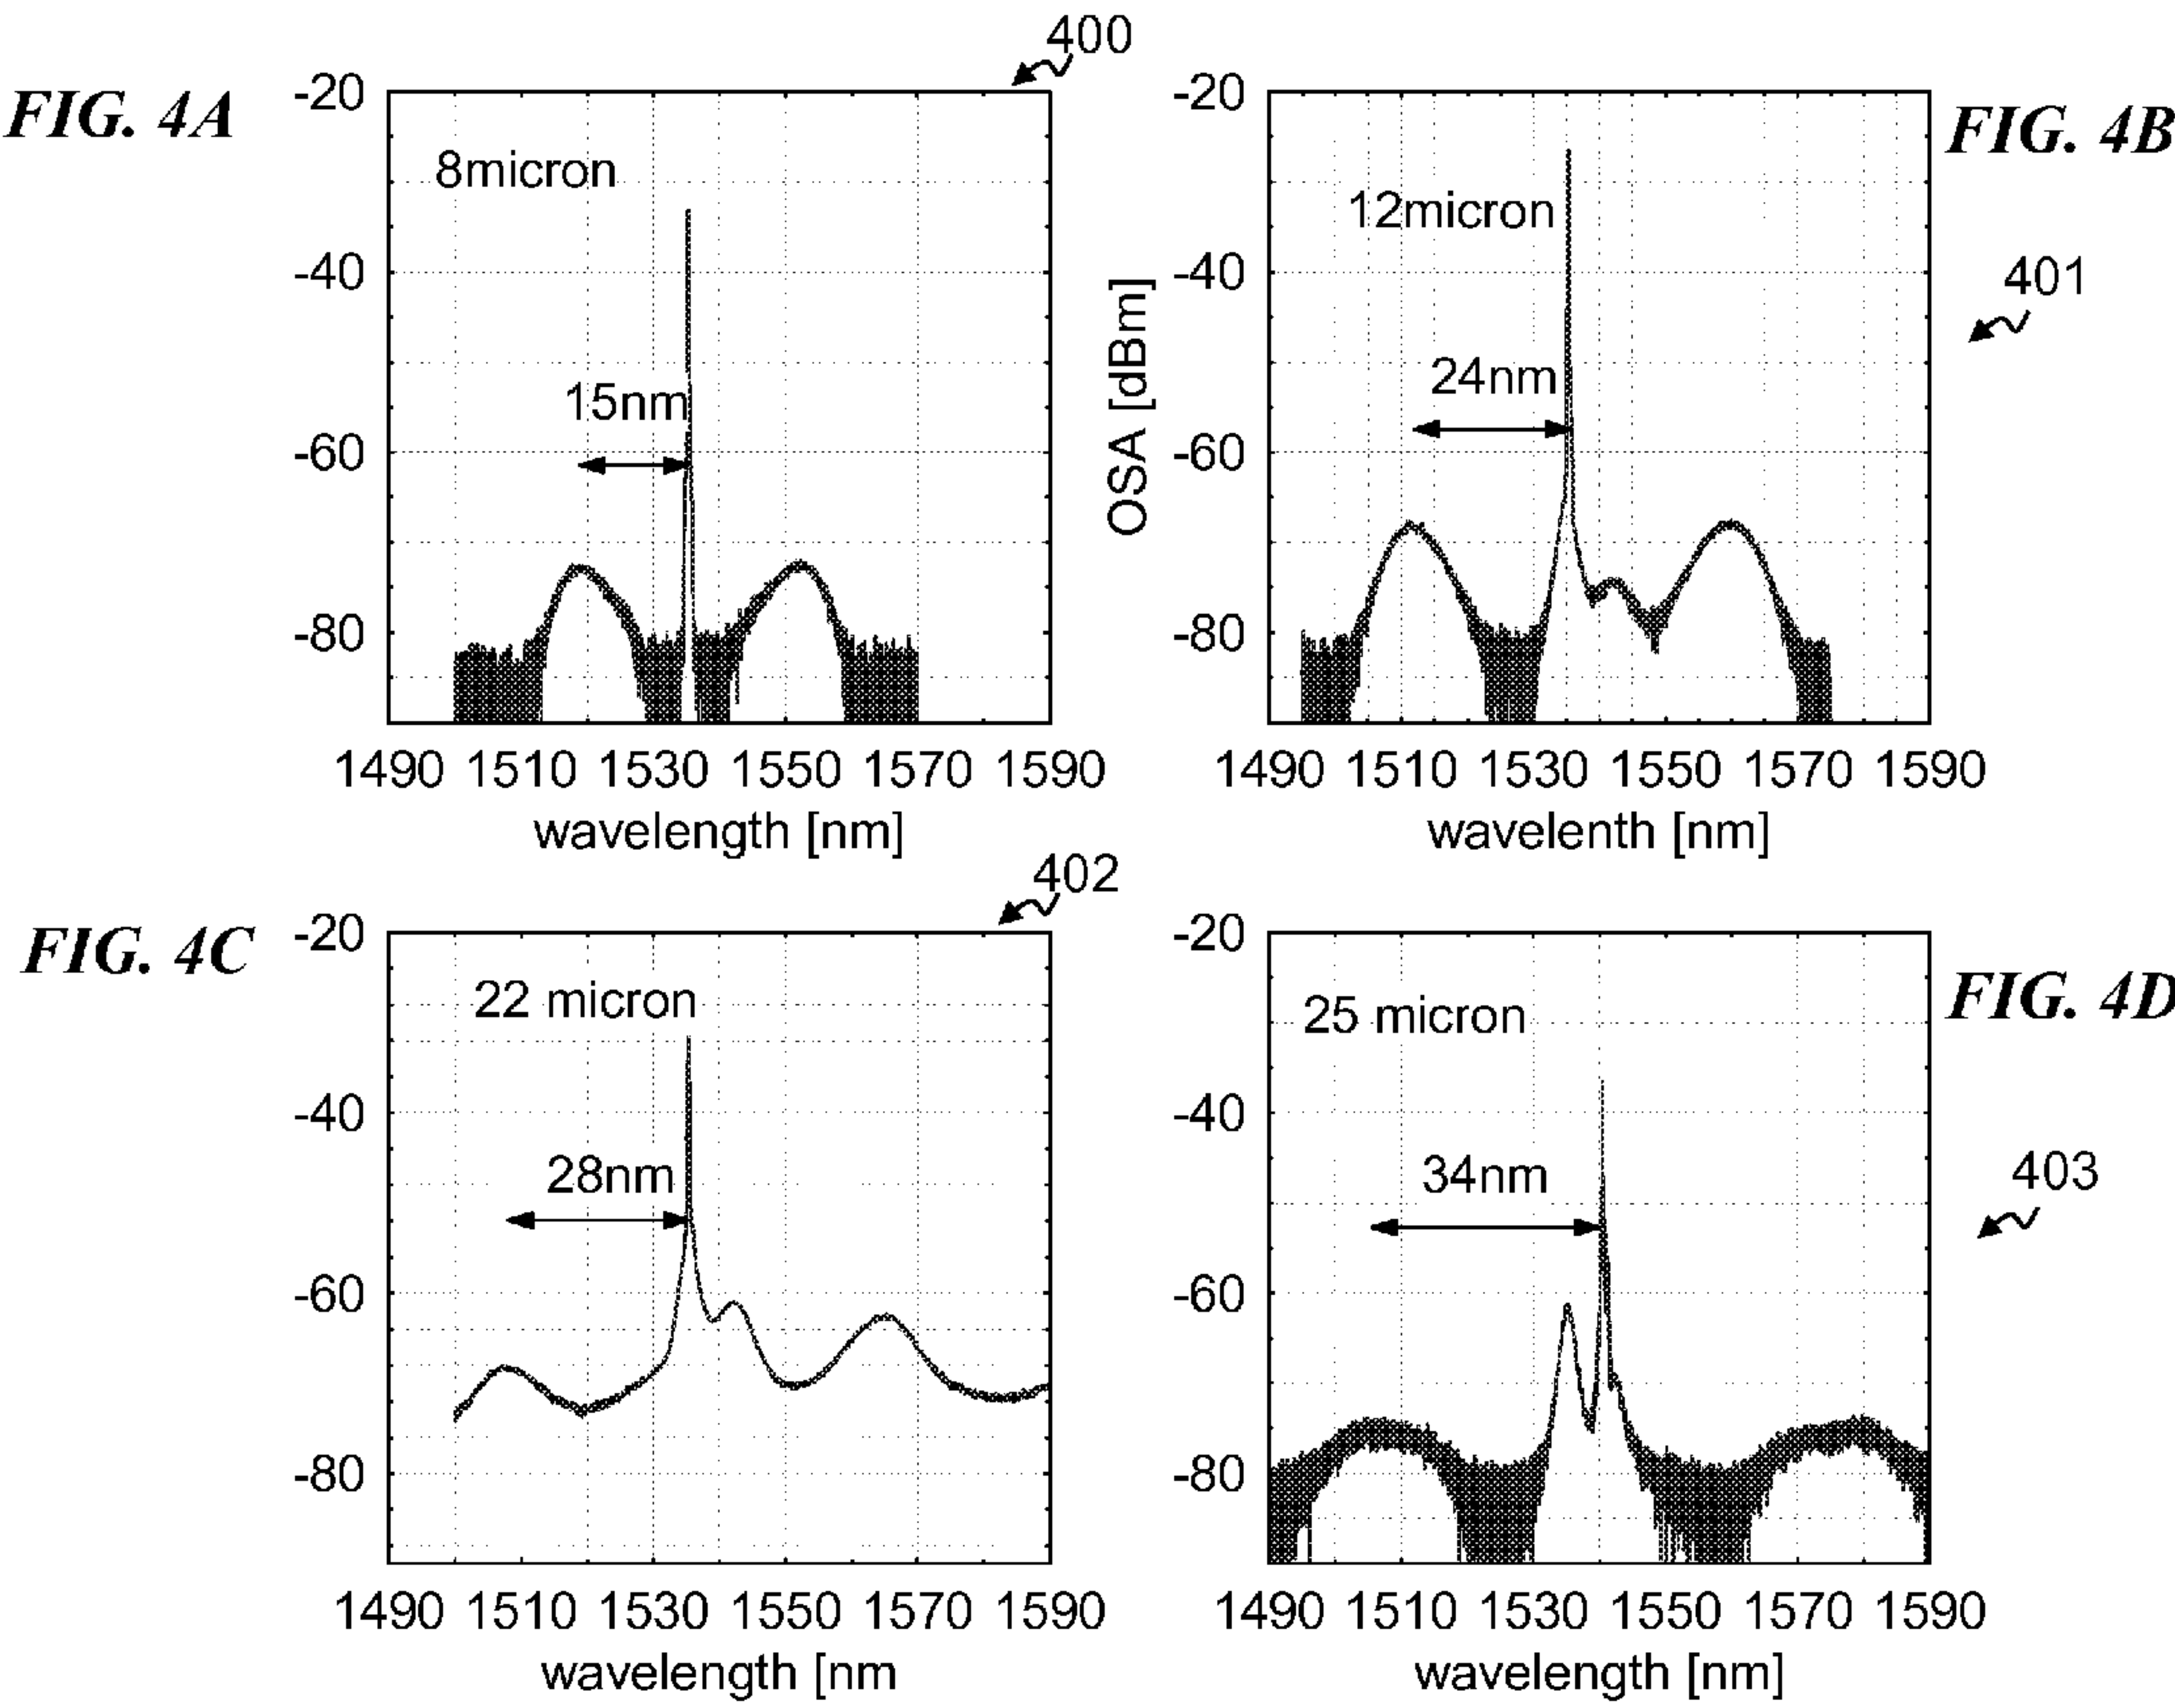 400
FIG. 4A
-20
8micron
-40
15nm
-60
-80
1490 1510 1530 1550 1570 1590
wavelength [nm]
FIG. 4B
-20
12micron
401
-40
24nm
OSA [dBm]
-60
-80
1490 1510 1530 1550 1570 1590
wavelenth [nm]
402
FIG. 4C
-20
22 micron
-40
28nm
-60
-80
1490 1510 1530 1550 1570 1590
wavelength [nm
FIG. 4D
-20
25 micron
-40
34nm
403
-60
-80
1490 1510 1530 1550 1570 1590
wavelength [nm]